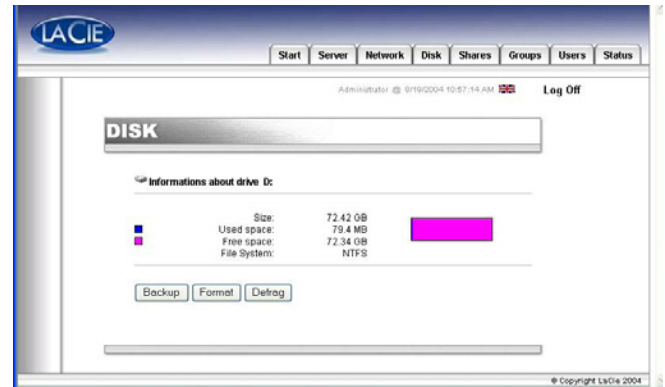 LACIE
Start Server Network Disk Shares Groups Users Status
Administrator @ 8/19/2004 10:57:14 AM Log Off
DISK
Informations about drive D:
Size: 72.42 GB
Used space: 79.4 MB
Free space: 72.34 GB
File System: NTFS
Backup Format Defrag
© Copyright LaCie 2004